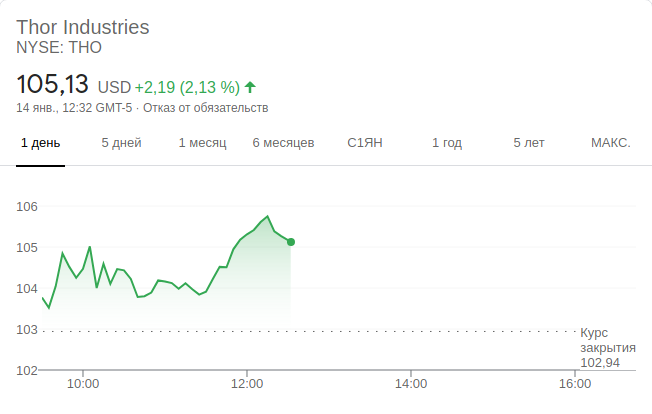 Thor Industries
NYSE: THO
105,13 USD +2,19 (2,13 %)
14 янв., 12:32 GMT-5 · Отказ от обязательств
1 день 5 дней 1 месяц 6 месяцев С1ЯН 1 год 5 лет МАКС.
106
105
104
103
Курс
закрытия
102,94
102
10:00 12:00 14:00 16:00